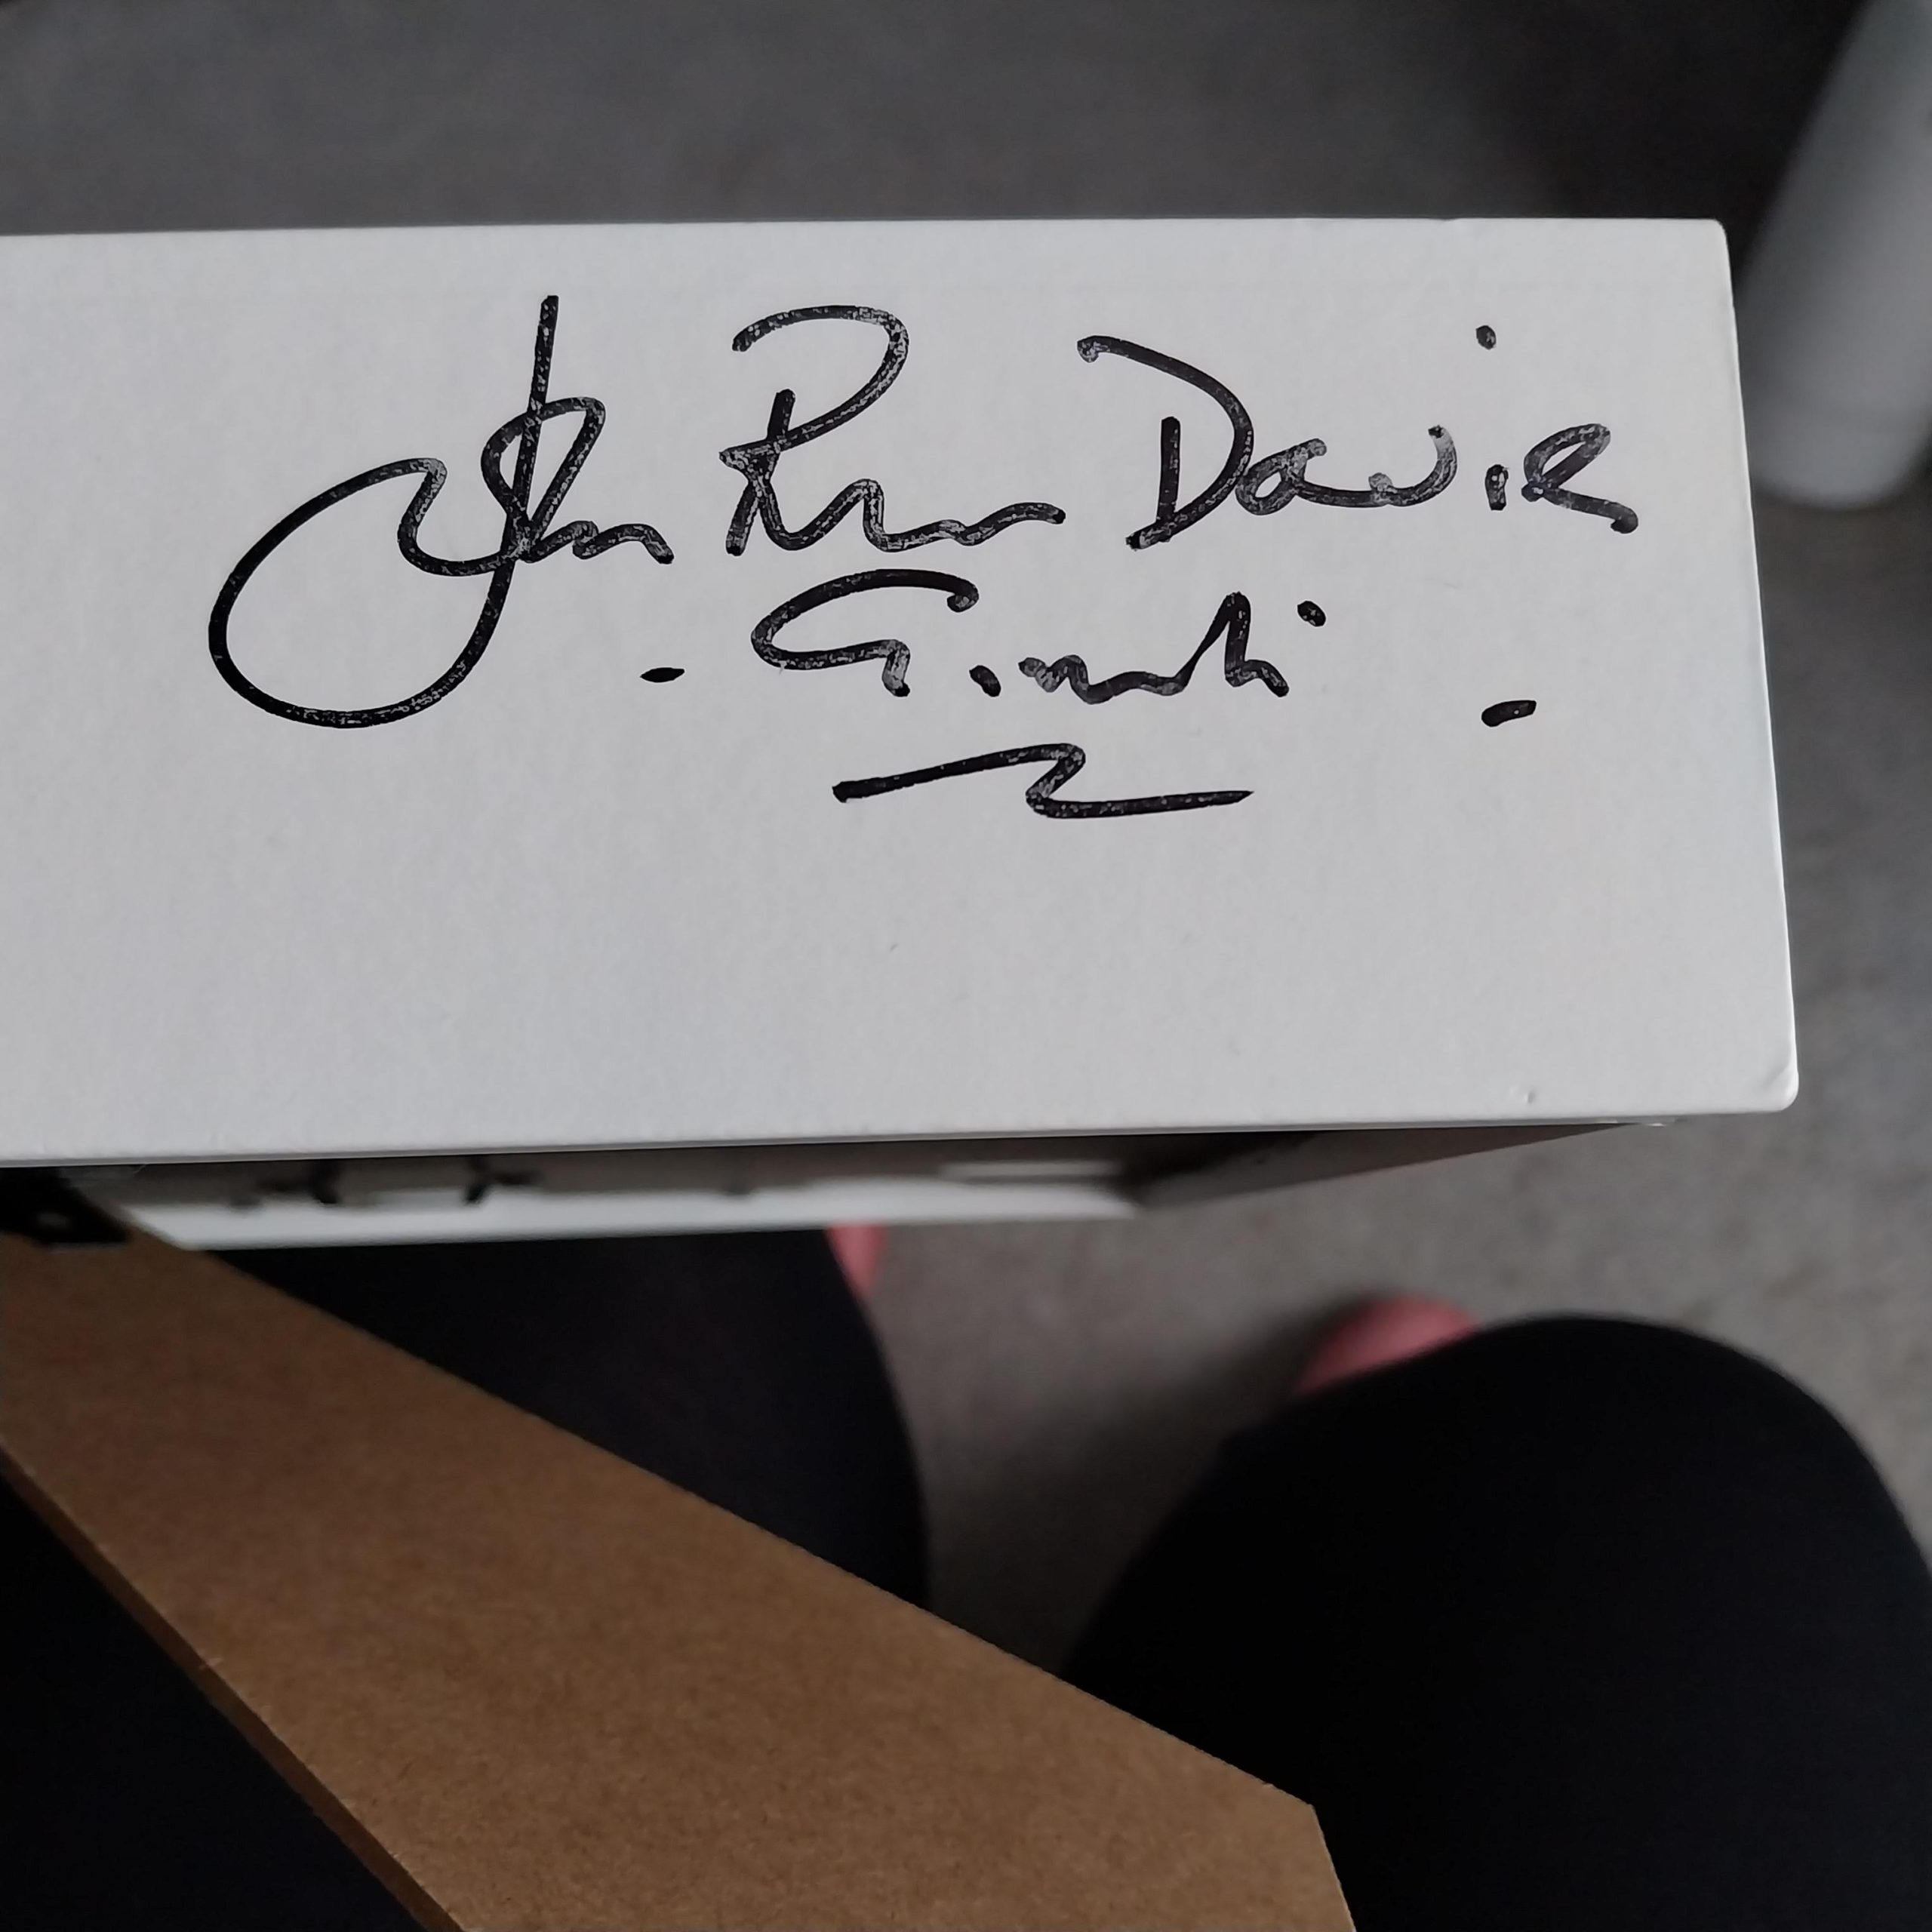 John Rhys Davies
- Gimli -